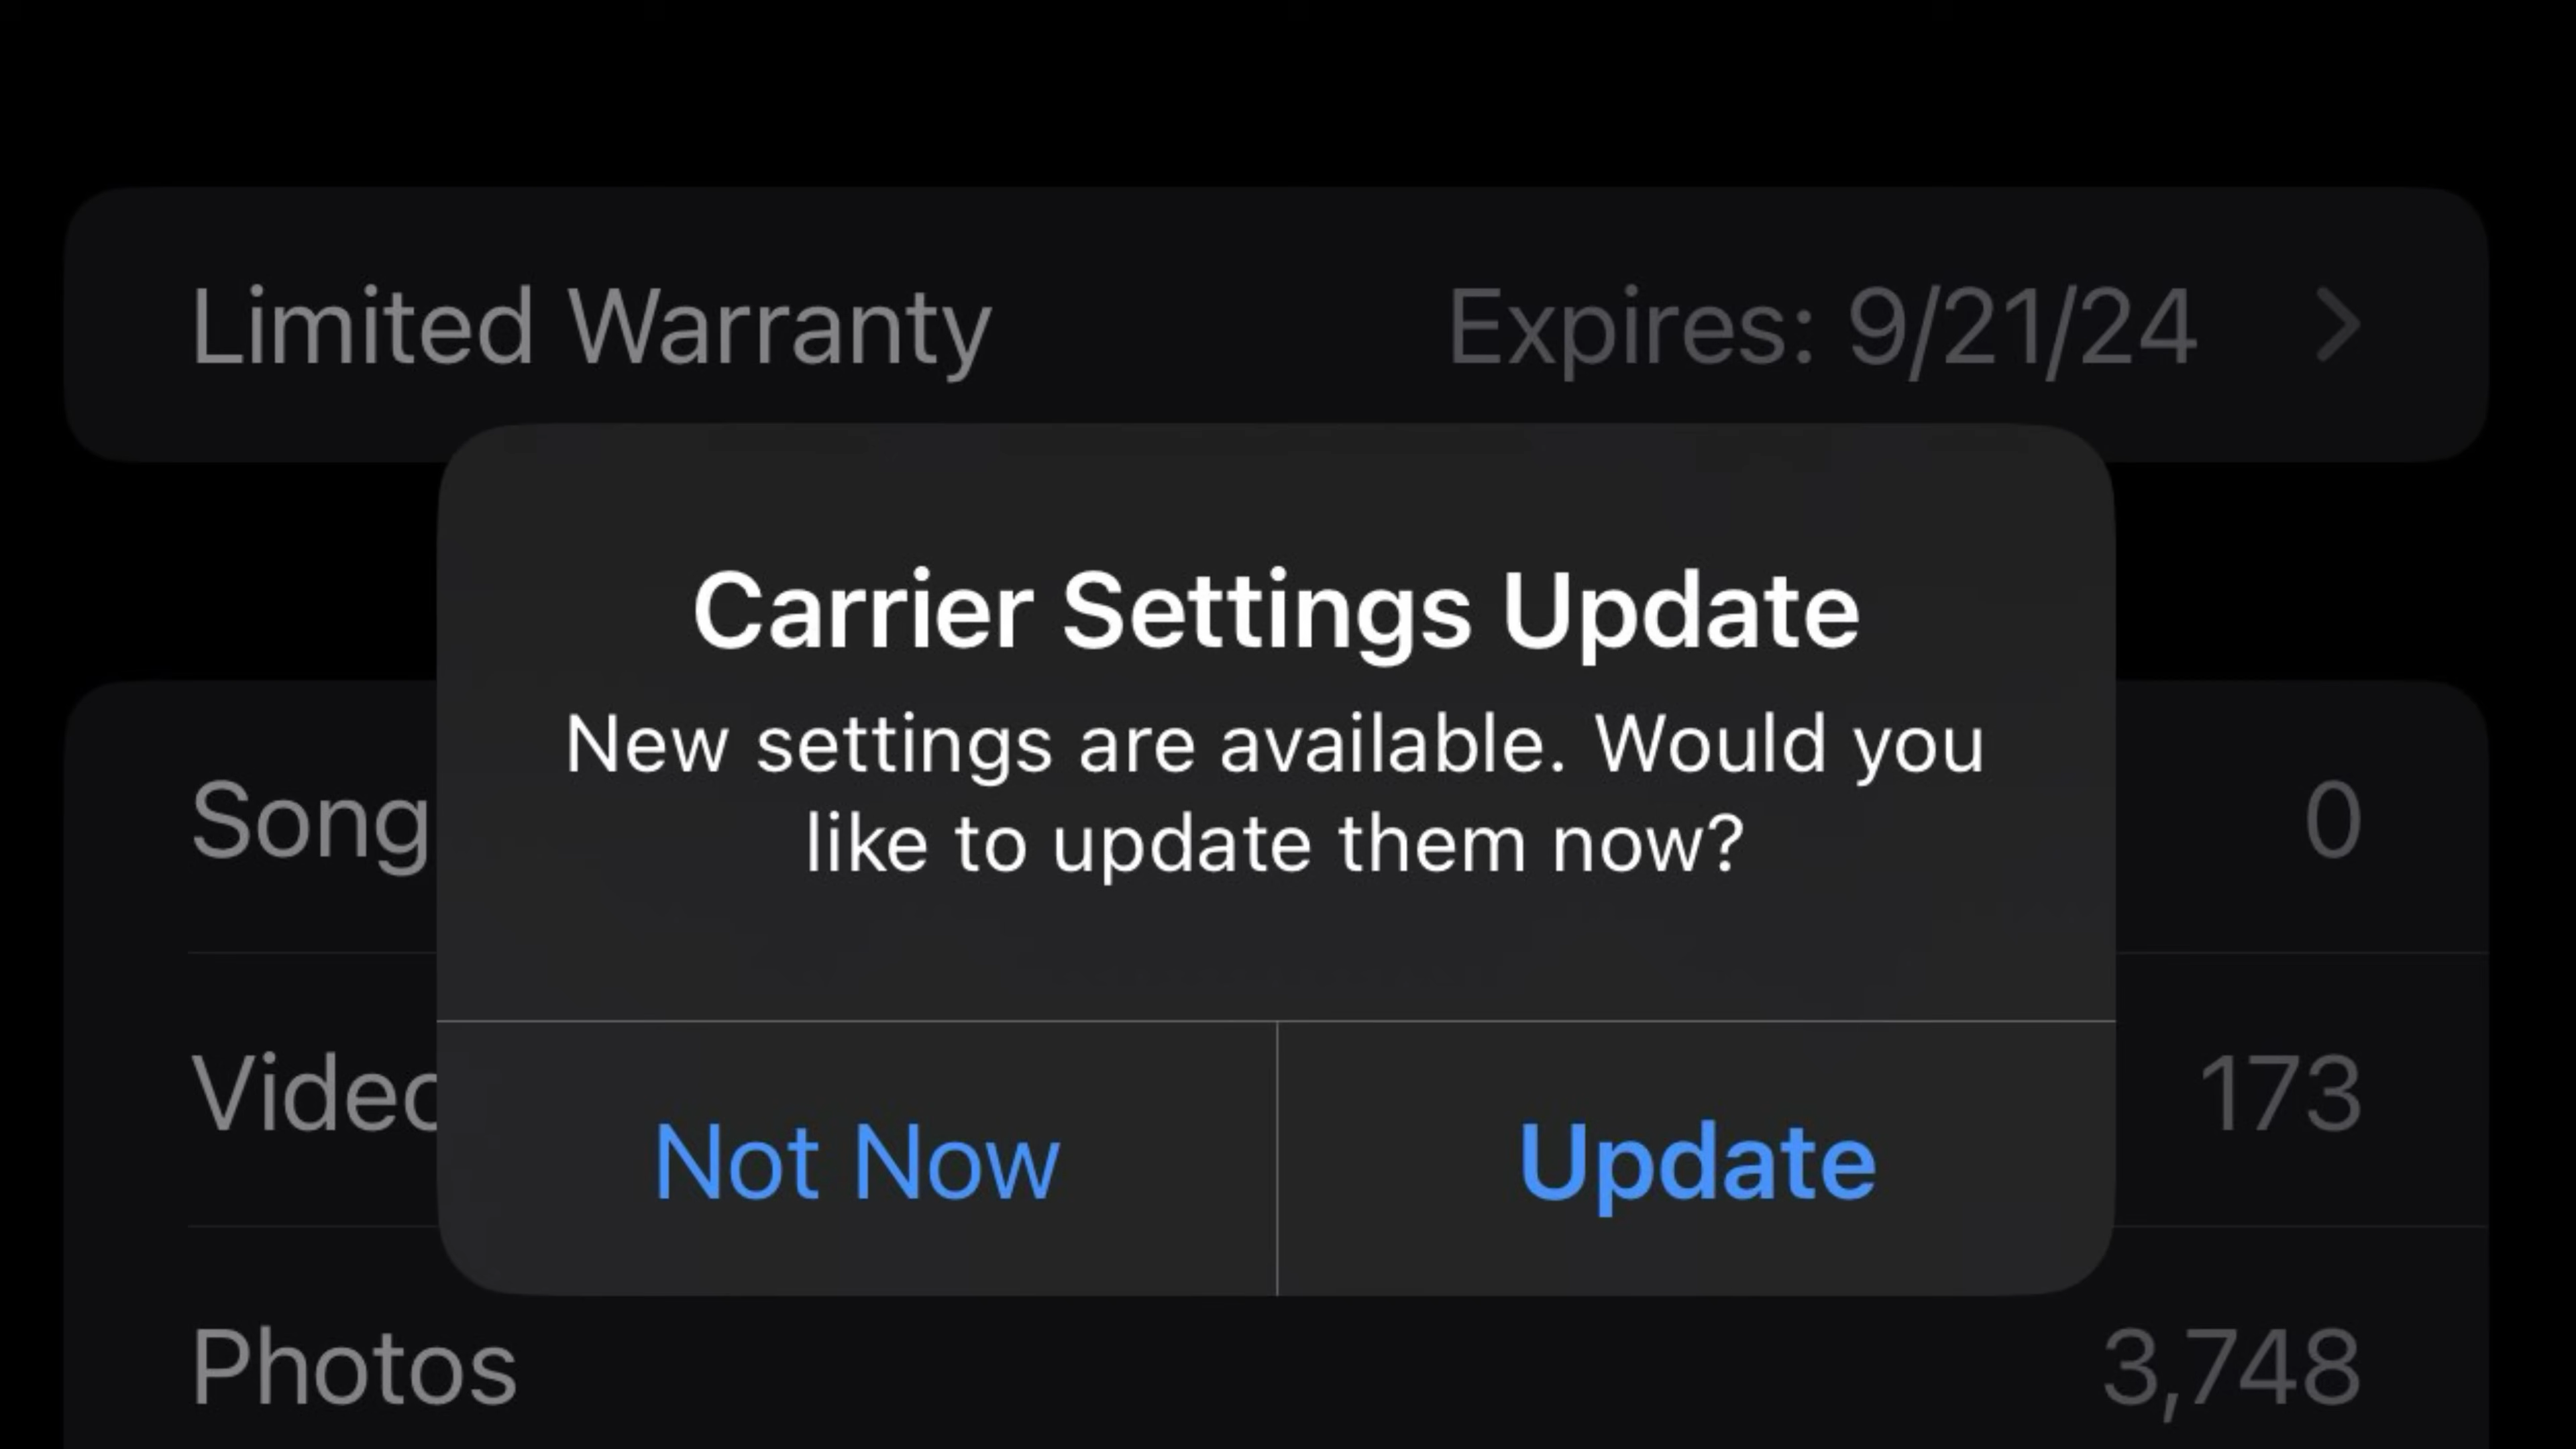 Limited Warranty Expires: 9/21/24
Carrier Settings Update
New settings are available. Would you
like to update them now?
Song 0
Video 173
Not Now Update
Photos 3,748